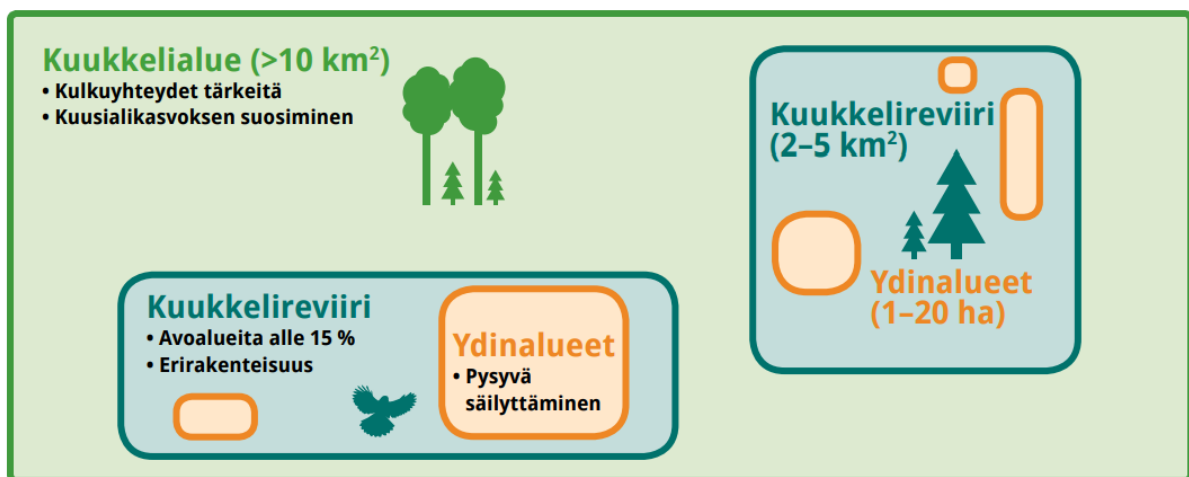 Kuukkelialue (>10 km²)
• Kulkuyhteydet tärkeitä
• Kuusialikasvoksen suosiminen
Kuukkelireviiri
(2–5 km²)
Ydinalueet
(1–20 ha)
Kuukkelireviiri
• Avoalueita alle 15 %
• Erirakenteisuus
Ydinalueet
• Pysyvä
säilyttäminen